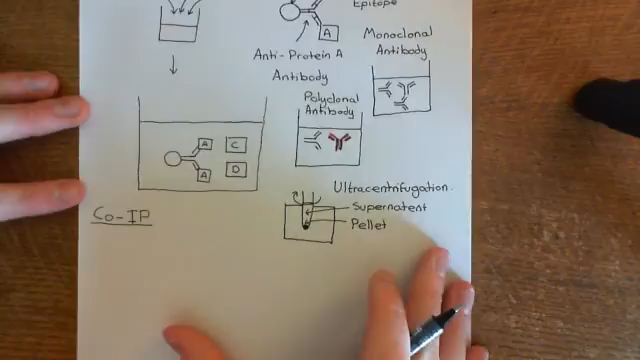 Epitope
A
Anti-Protein A
Antibody
Monoclonal
Antibody
Polyclonal
Antibody
A
C
A
D
Ultracentrifugation
Supernatent
Pellet
Co-IP